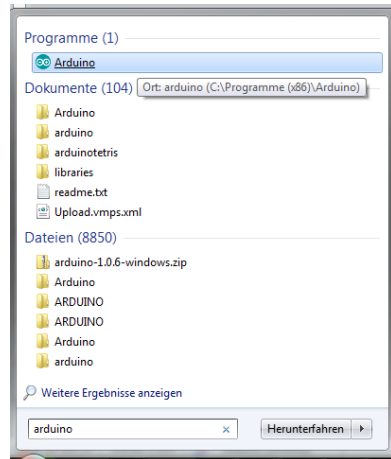 Programme (1)
Arduino
Dokumente (104)
Ort: arduino (C:\Programme (x86)\Arduino)
Arduino
arduino
arduinotetris
libraries
readme.txt
Upload.vmps.xml
Dateien (8850)
arduino-1.0.6-windows.zip
Arduino
ARDUINO
ARDUINO
Arduino
arduino
Weitere Ergebnisse anzeigen
arduino
Herunterfahren